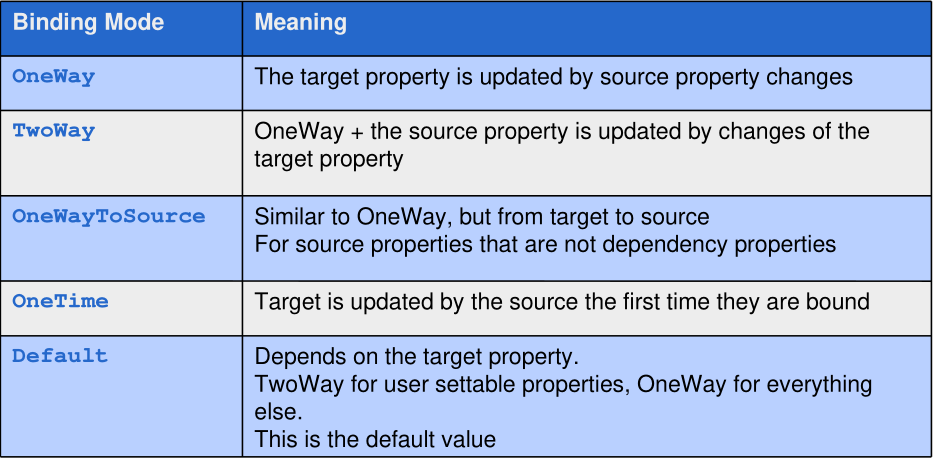 Binding Mode Meaning
OneWay The target property is updated by source property changes
TwoWay OneWay + the source property is updated by changes of the
target property
OneWayToSource Similar to OneWay, but from target to source
For source properties that are not dependency properties
OneTime Target is updated by the source the first time they are bound
Default Depends on the target property.
TwoWay for user settable properties, OneWay for everything
else.
This is the default value